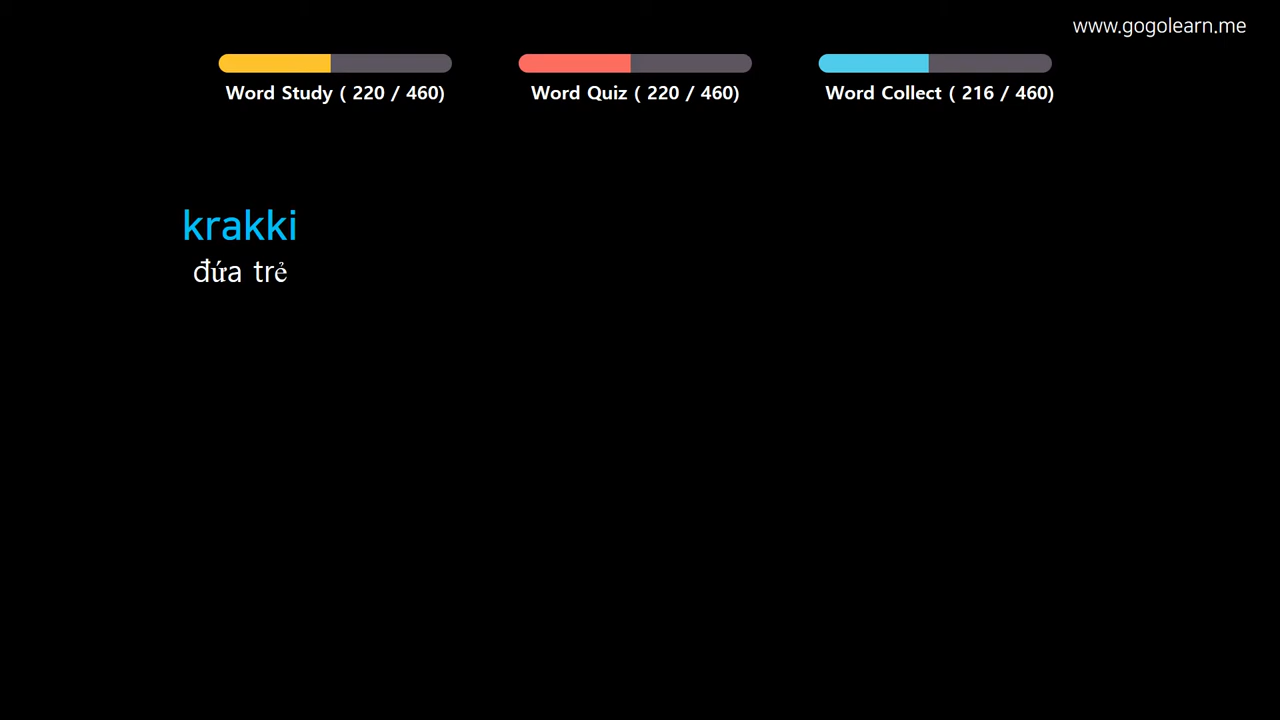 www.gogolearn.me
Word Study ( 220 / 460)
Word Quiz ( 220 / 460)
Word Collect ( 216 / 460)
krakki
đứa trẻ